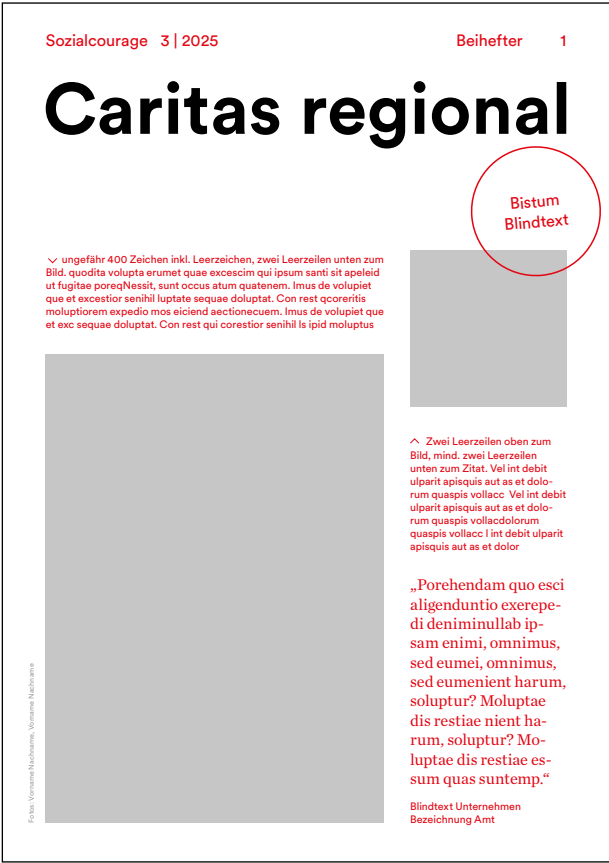 Sozialcourage 3 | 2025
Beihefter 1
Caritas regional
Bistum
Blindtext
ungefähr 400 Zeichen inkl. Leerzeichen, zwei Leerzeilen unten zum
Bild. quodita volupta erumet quae excescim qui ipsum santi sit apeleid
ut fugitae poreqNessit, sunt occus atum quatenem. Imus de volupiet
que et excestior senihil luptate sequae doluptat. Con rest qcoreritis
moluptiorem expedio mos eiciend aectionecuem. Imus de volupiet que
et exc sequae doluptat. Con rest qui corestior senihil ls ipid moluptus
Zwei Leerzeilen oben zum
Bild, mind. zwei Leerzeilen
unten zum Zitat. Vel int debit
ulparit apisquis aut as et dolo-
rum quaspis vollacc Vel int debit
ulparit apisquis aut as et dolo-
rum quaspis vollacdolorum
quaspis vollacc l int debit ulparit
apisquis aut as et dolor
„Porehendam quo esci
aligenduntio exerepe-
di deniminullab ip-
sam enimi, omnimus,
sed eumei, omnimus,
sed eumenient harum,
soluptur? Moluptae
dis restiae nient ha-
rum, soluptur? Mo-
luptae dis restiae es-
sum quas suntemp.“
Blindtext Unternehmen
Bezeichnung Amt
Fotos: Vorname Nachname, Vorname Nachname